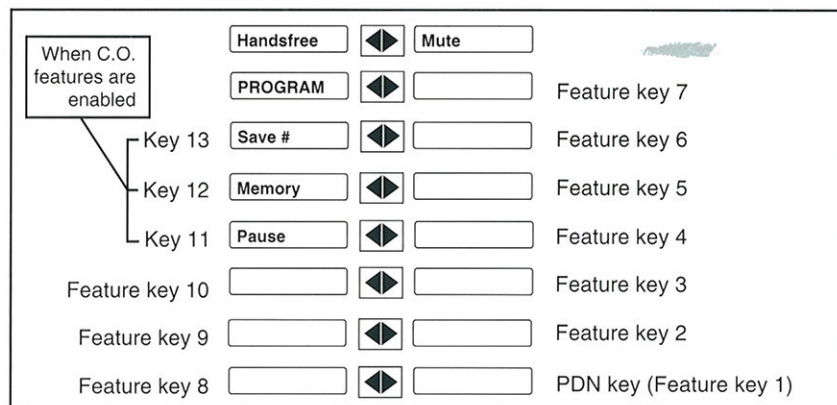 When C.O.
features are
enabled
Handsfree Mute
PROGRAM Feature key 7
Key 13 Save # Feature key 6
Key 12 Memory Feature key 5
Key 11 Pause Feature key 4
Feature key 10 Feature key 3
Feature key 9 Feature key 2
Feature key 8 PDN key (Feature key 1)